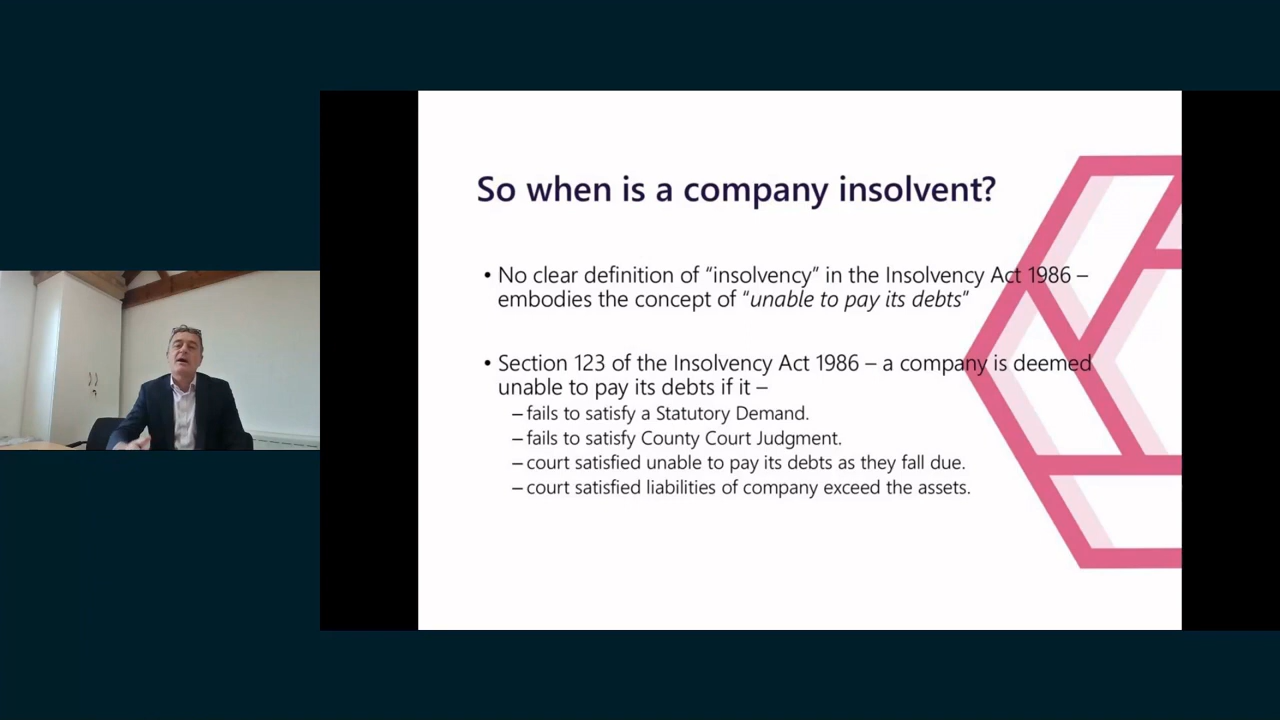 So when is a company insolvent?
• No clear definition of “insolvency” in the Insolvency Act 1986 –
embodies the concept of “unable to pay its debts”
• Section 123 of the Insolvency Act 1986 – a company is deemed
unable to pay its debts if it –
– fails to satisfy a Statutory Demand.
– fails to satisfy County Court Judgment.
– court satisfied unable to pay its debts as they fall due.
– court satisfied liabilities of company exceed the assets.